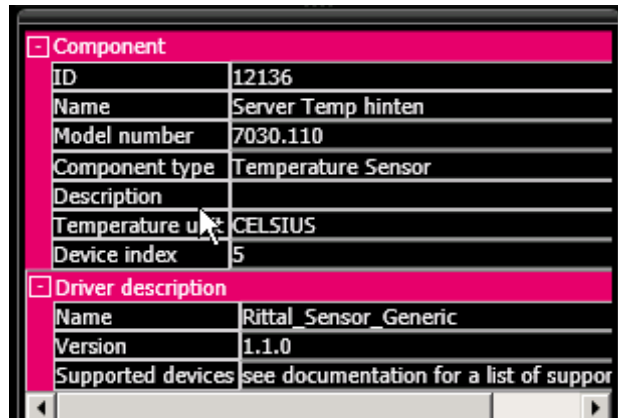 Component
ID 12136
Name Server Temp hinten
Model number 7030.110
Component type Temperature Sensor
Description
Temperature unit CELSIUS
Device index 5
Driver description
Name Rittal_Sensor_Generic
Version 1.1.0
Supported devices see documentation for a list of suppor